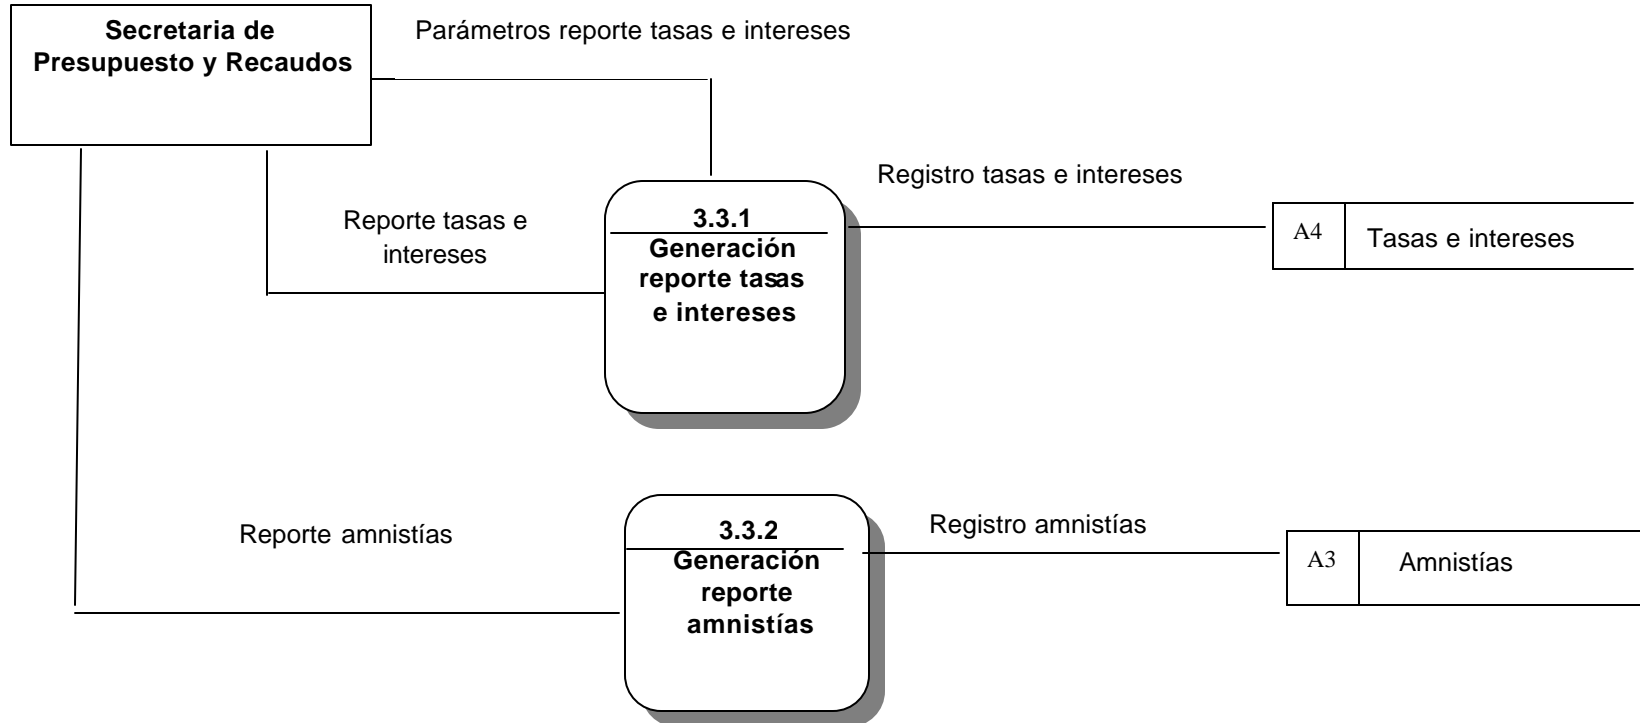 Secretaria de
Presupuesto y Recaudos
Parámetros reporte tasas e intereses
Reporte tasas e
intereses
3.3.1
Generación
reporte tasas
e intereses
Registro tasas e intereses
A4
Tasas e intereses
Reporte amnistías
3.3.2
Generación
reporte
amnistías
Registro amnistías
A3
Amnistías